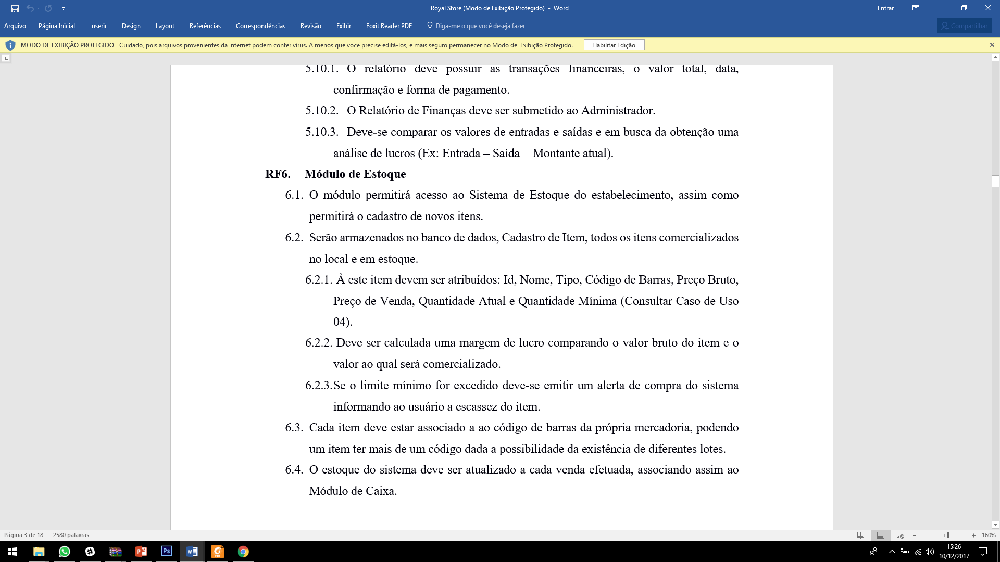 Royal Store (Modo de Exibição Protegido) - Word
Entrar
Arquivo Página Inicial Inserir Design Layout Referências Correspondências Revisão Exibir Foxit Reader PDF Diga-me o que você deseja fazer Compartilhar
MODO DE EXIBIÇÃO PROTEGIDO Cuidado, pois arquivos provenientes da Internet podem conter vírus. A menos que você precise editá-los, é mais seguro permanecer no Modo de Exibição Protegido. Habilitar Edição
5.10.1. O relatório deve possuir as transações financeiras, o valor total, data,
confirmação e forma de pagamento.
5.10.2. O Relatório de Finanças deve ser submetido ao Administrador.
5.10.3. Deve-se comparar os valores de entradas e saídas e em busca da obtenção uma
análise de lucros (Ex: Entrada – Saída = Montante atual).
RF6. Módulo de Estoque
6.1. O módulo permitirá acesso ao Sistema de Estoque do estabelecimento, assim como
permitirá o cadastro de novos itens.
6.2. Serão armazenados no banco de dados, Cadastro de Item, todos os itens comercializados
no local e em estoque.
6.2.1. À este item devem ser atribuídos: Id, Nome, Tipo, Código de Barras, Preço Bruto,
Preço de Venda, Quantidade Atual e Quantidade Mínima (Consultar Caso de Uso
04).
6.2.2. Deve ser calculada uma margem de lucro comparando o valor bruto do item e o
valor ao qual será comercializado.
6.2.3.Se o limite mínimo for excedido deve-se emitir um alerta de compra do sistema
informando ao usuário a escassez do item.
6.3. Cada item deve estar associado a ao código de barras da própria mercadoria, podendo
um item ter mais de um código dada a possibilidade da existência de diferentes lotes.
6.4. O estoque do sistema deve ser atualizado a cada venda efetuada, associando assim ao
Módulo de Caixa.
Página 3 de 18 2580 palavras 160%
15:26
10/12/2017